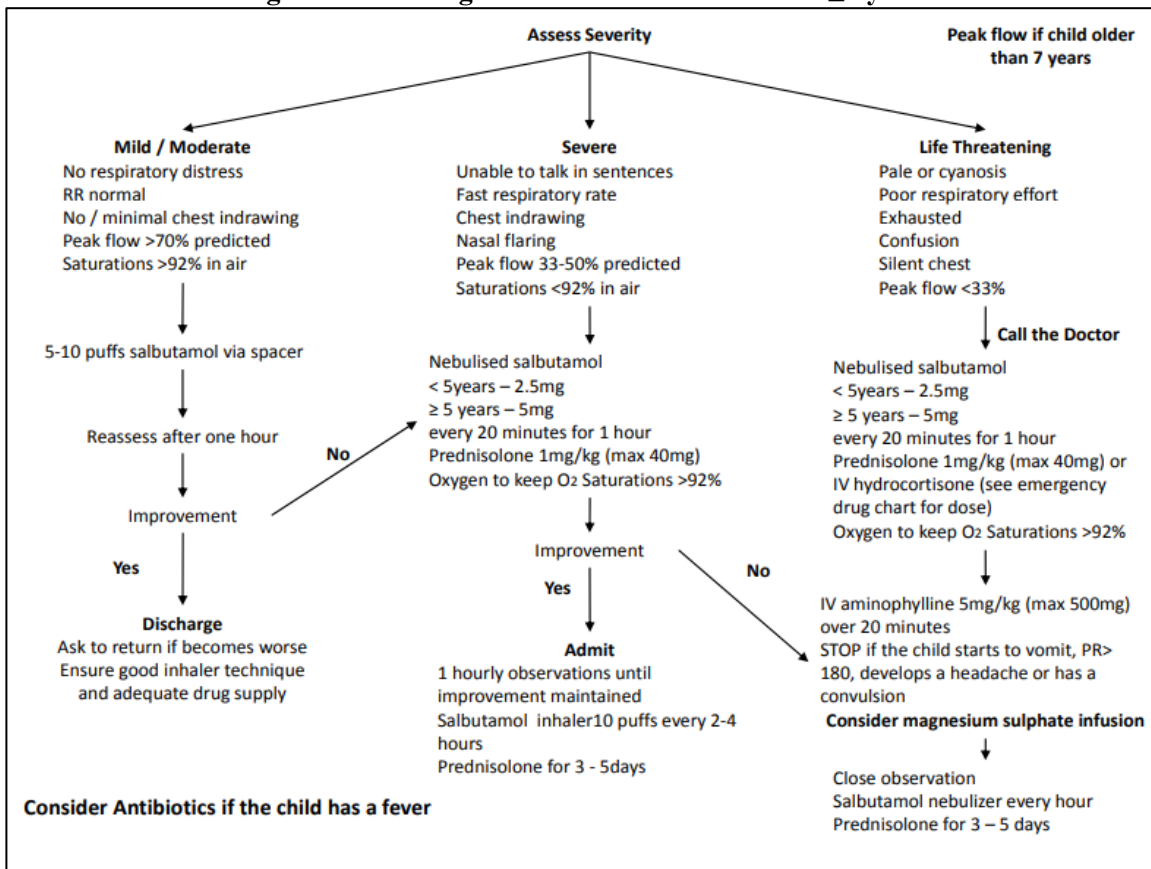 Assess Severity
Peak flow if child older
than 7 years
Mild / Moderate
No respiratory distress
RR normal
No / minimal chest indrawing
Peak flow >70% predicted
Saturations >92% in air
5-10 puffs salbutamol via spacer
Reassess after one hour
No
Improvement
Yes
Discharge
Ask to return if becomes worse
Ensure good inhaler technique
and adequate drug supply
Severe
Unable to talk in sentences
Fast respiratory rate
Chest indrawing
Nasal flaring
Peak flow 33-50% predicted
Saturations <92% in air
Nebulised salbutamol
< 5years – 2.5mg
≥ 5 years – 5mg
every 20 minutes for 1 hour
Prednisolone 1mg/kg (max 40mg)
Oxygen to keep O2 Saturations >92%
Improvement
No
Yes
Admit
1 hourly observations until
improvement maintained
Salbutamol inhaler10 puffs every 2-4
hours
Prednisolone for 3 - 5days
Life Threatening
Pale or cyanosis
Poor respiratory effort
Exhausted
Confusion
Silent chest
Peak flow <33%
Call the Doctor
Nebulised salbutamol
< 5years – 2.5mg
≥ 5 years – 5mg
every 20 minutes for 1 hour
Prednisolone 1mg/kg (max 40mg) or
IV hydrocortisone (see emergency
drug chart for dose)
Oxygen to keep O2 Saturations >92%
IV aminophylline 5mg/kg (max 500mg)
over 20 minutes
STOP if the child starts to vomit, PR>
180, develops a headache or has a
convulsion
Consider magnesium sulphate infusion
Close observation
Salbutamol nebulizer every hour
Prednisolone for 3 – 5 days
Consider Antibiotics if the child has a fever